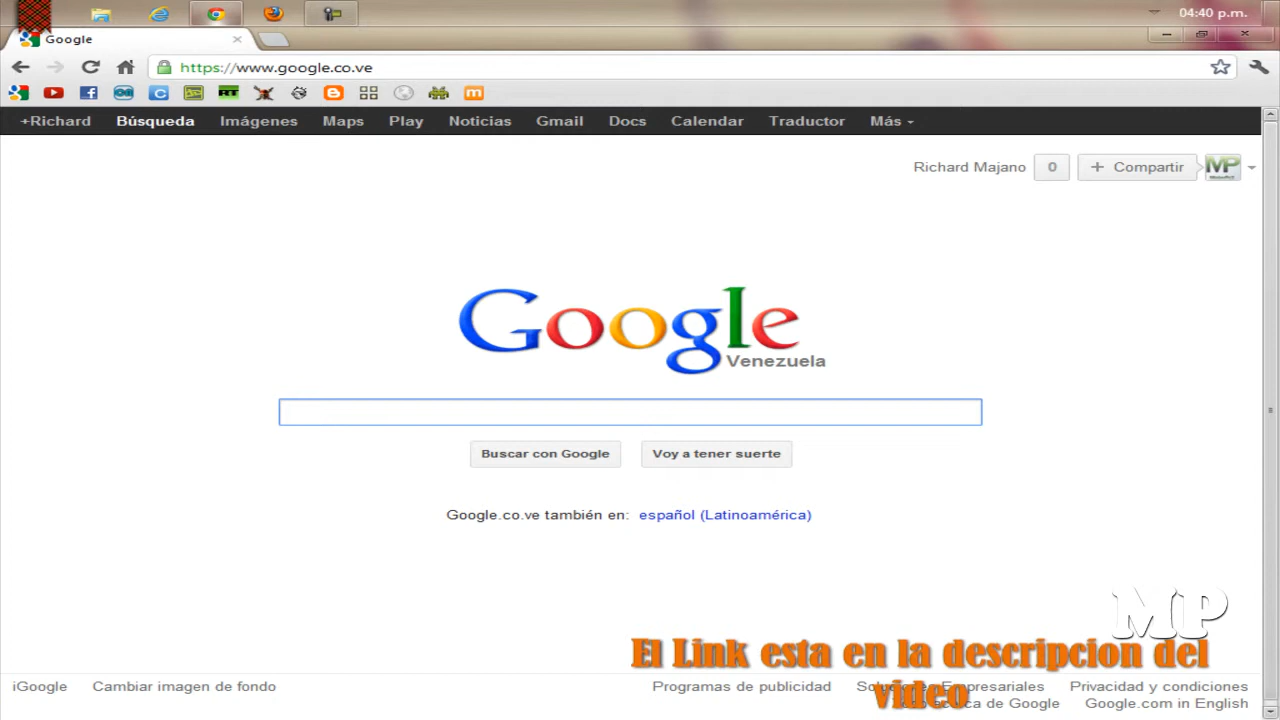 04:40 p.m.
Google
https://www.google.co.ve
+Richard Búsqueda Imágenes Maps Play Noticias Gmail Docs Calendar Traductor Más
Richard Majano 0 + Compartir MP
Google
Venezuela
Buscar con Google Voy a tener suerte
Google.co.ve también en: español (Latinoamérica)
MP
El Link esta en la descripcion del
video
iGoogle Cambiar imagen de fondo Programas de publicidad Empresariales Privacidad y condiciones
de Google Google.com in English